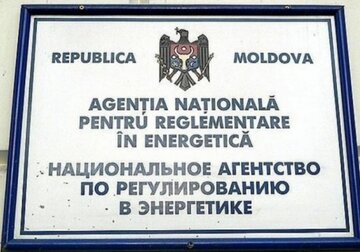 REPUBLICA MOLDOVA
AGENȚIA NAȚIONALĂ
PENTRU REGLEMENTARE
ÎN ENERGETICĂ
НАЦИОНАЛЬНОЕ АГЕНТСТВО
ПО РЕГУЛИРОВАНИЮ
В ЭНЕРГЕТИКЕ